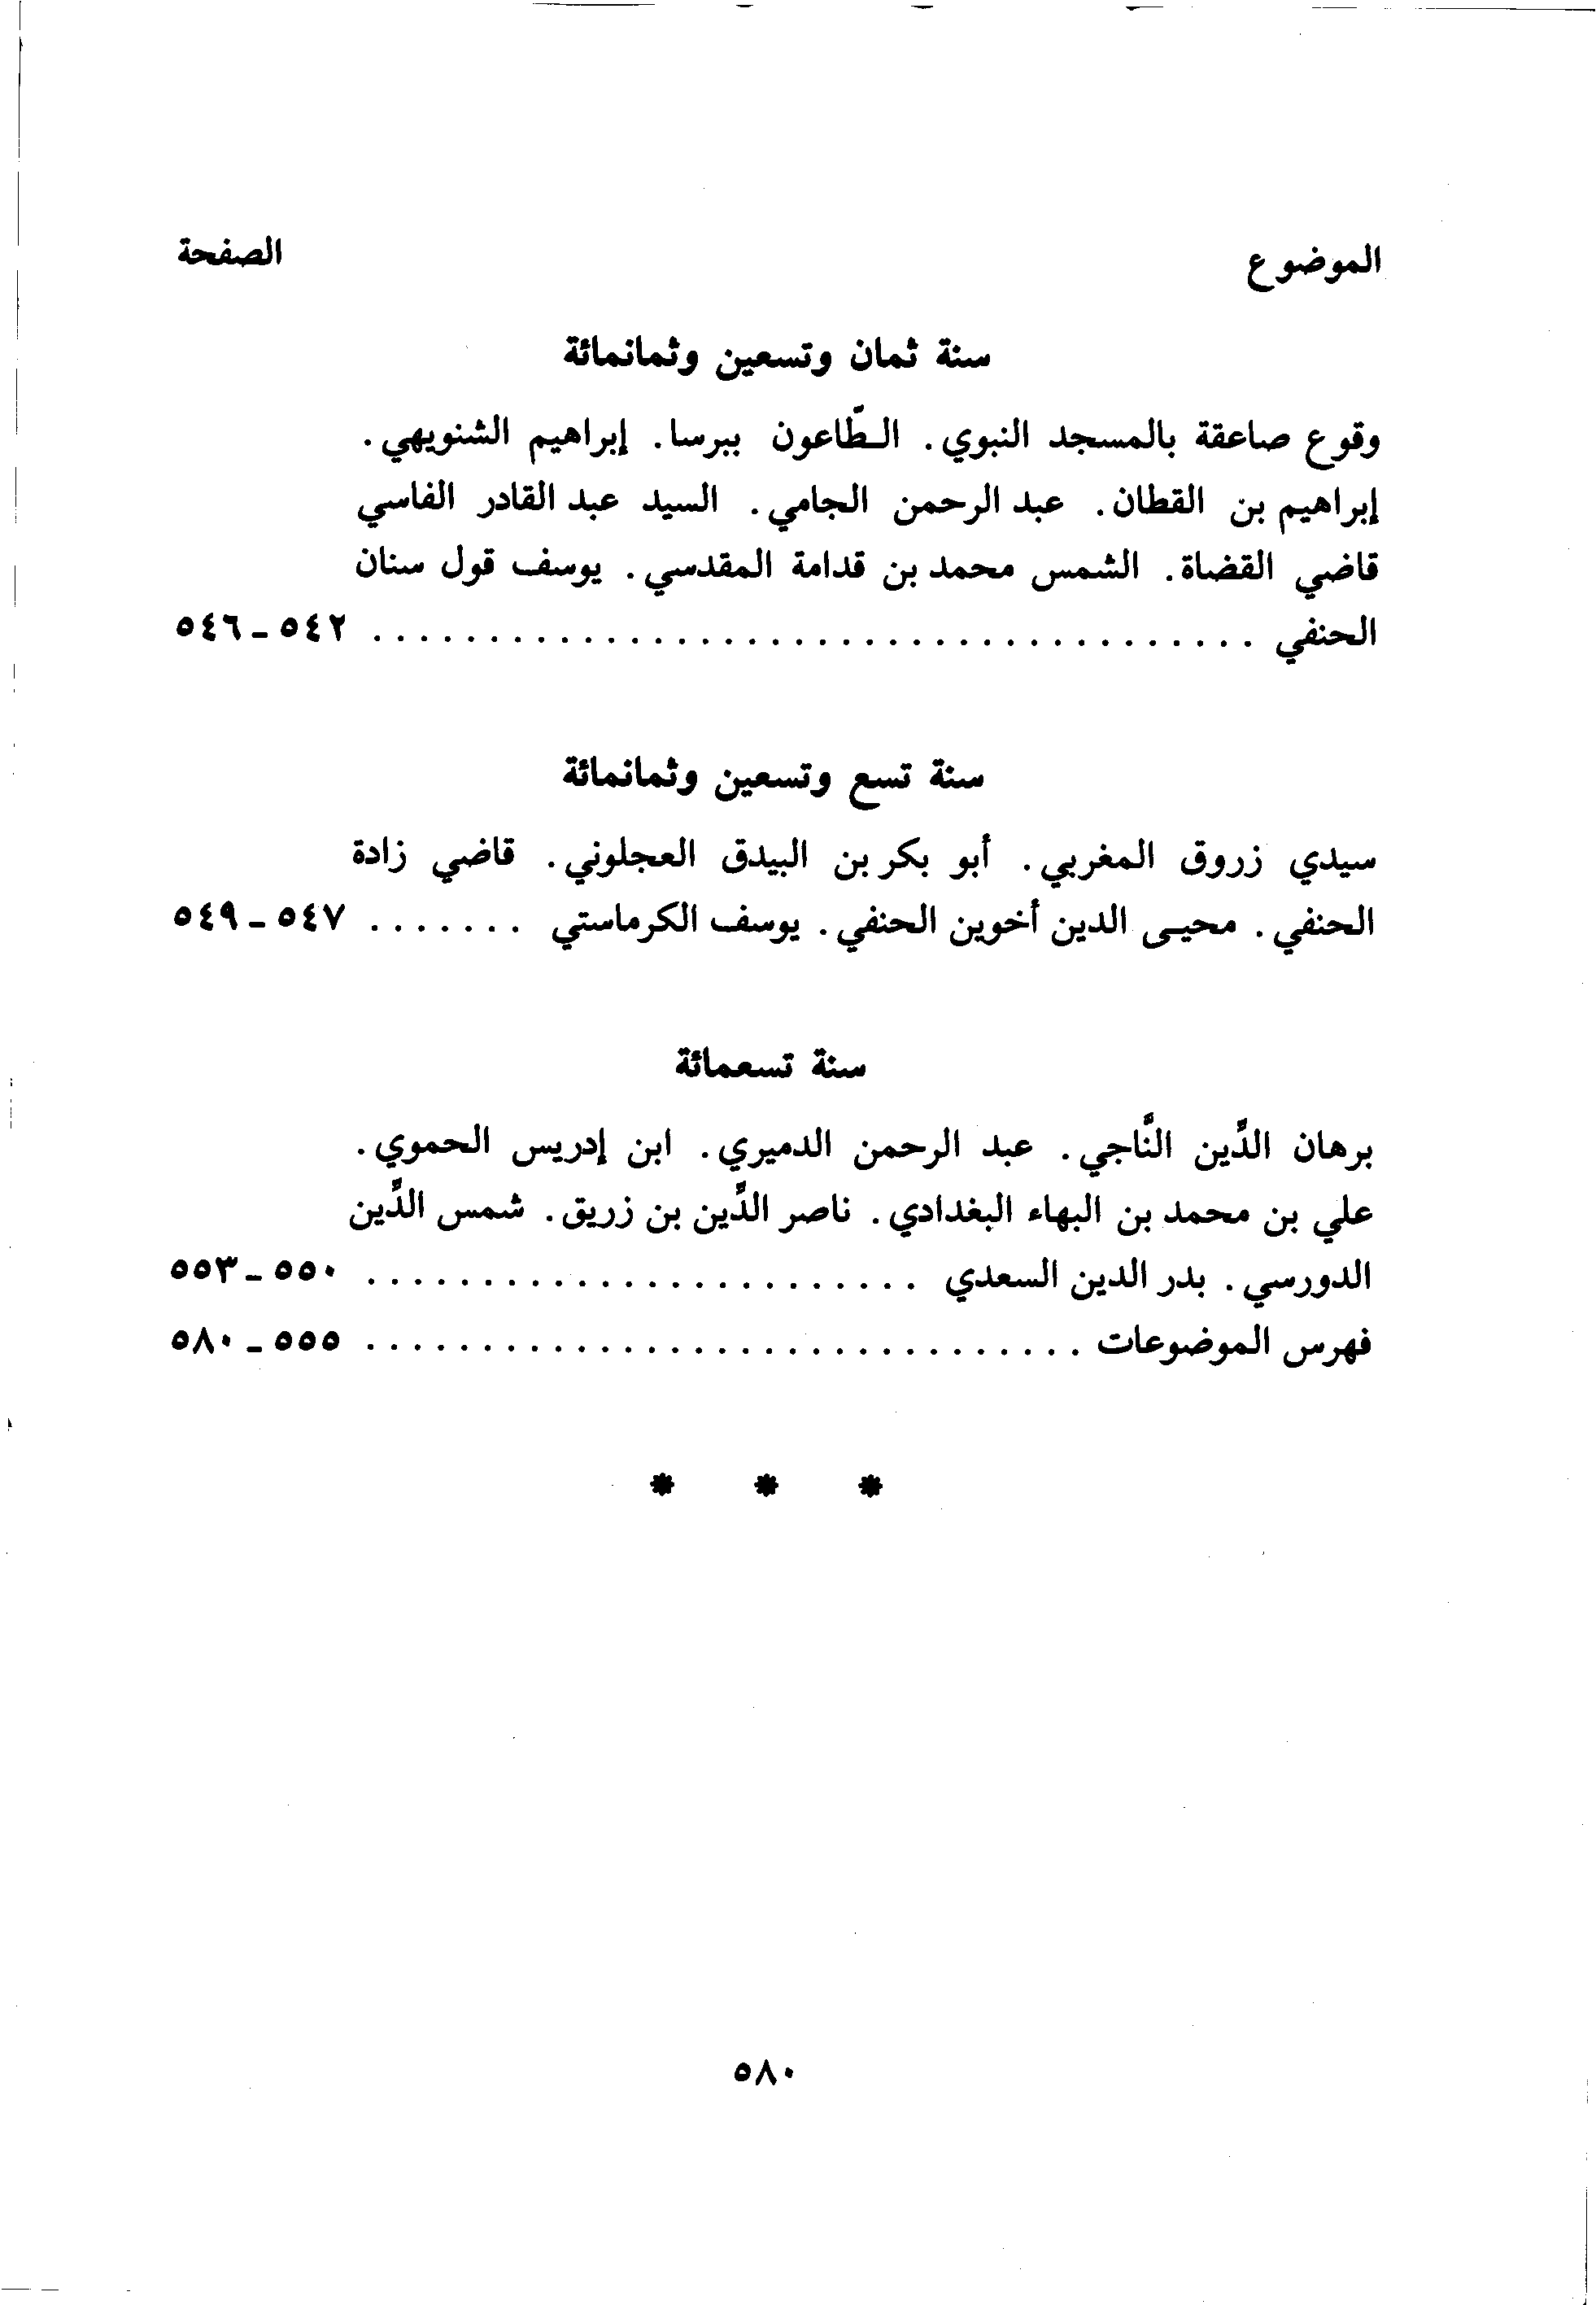 الموضوع الصفحة
سنة ثمان وتسعين وثمانمائة
وقوع صاعقة بالمسجد النبوي. الطّاعون ببرسا. إبراهيم الشنويهي.
إبراهيم بن القطان. عبد الرحمن الجامي. السيد عبد القادر الفاسي
قاضي القضاة. الشمس محمد بن قدامة المقدسي. يوسف قول سنان
الحنفي ...................................... ٥٤٢ - ٥٤٦
سنة تسع وتسعين وثمانمائة
سيدي زروق المغربي. أبو بكر بن البيدق العجلوني. قاضي زادة
الحنفي. محيي الدين أخوين الحنفي. يوسف الكرماستي ....... ٥٤٧ - ٥٤٩
سنة تسعمائة
برهان الدِّين النَّاجي. عبد الرحمن الدميري. ابن إدريس الحموي.
علي بن محمد بن البهاء البغدادي. ناصر الدِّين بن زريق. شمس الدِّين
الدورسي. بدر الدين السعدي ........................ ٥٥٠ - ٥٥٣
فهرس الموضوعات ............................... ٥٥٥ - ٥٨٠
* * *
٥٨٠